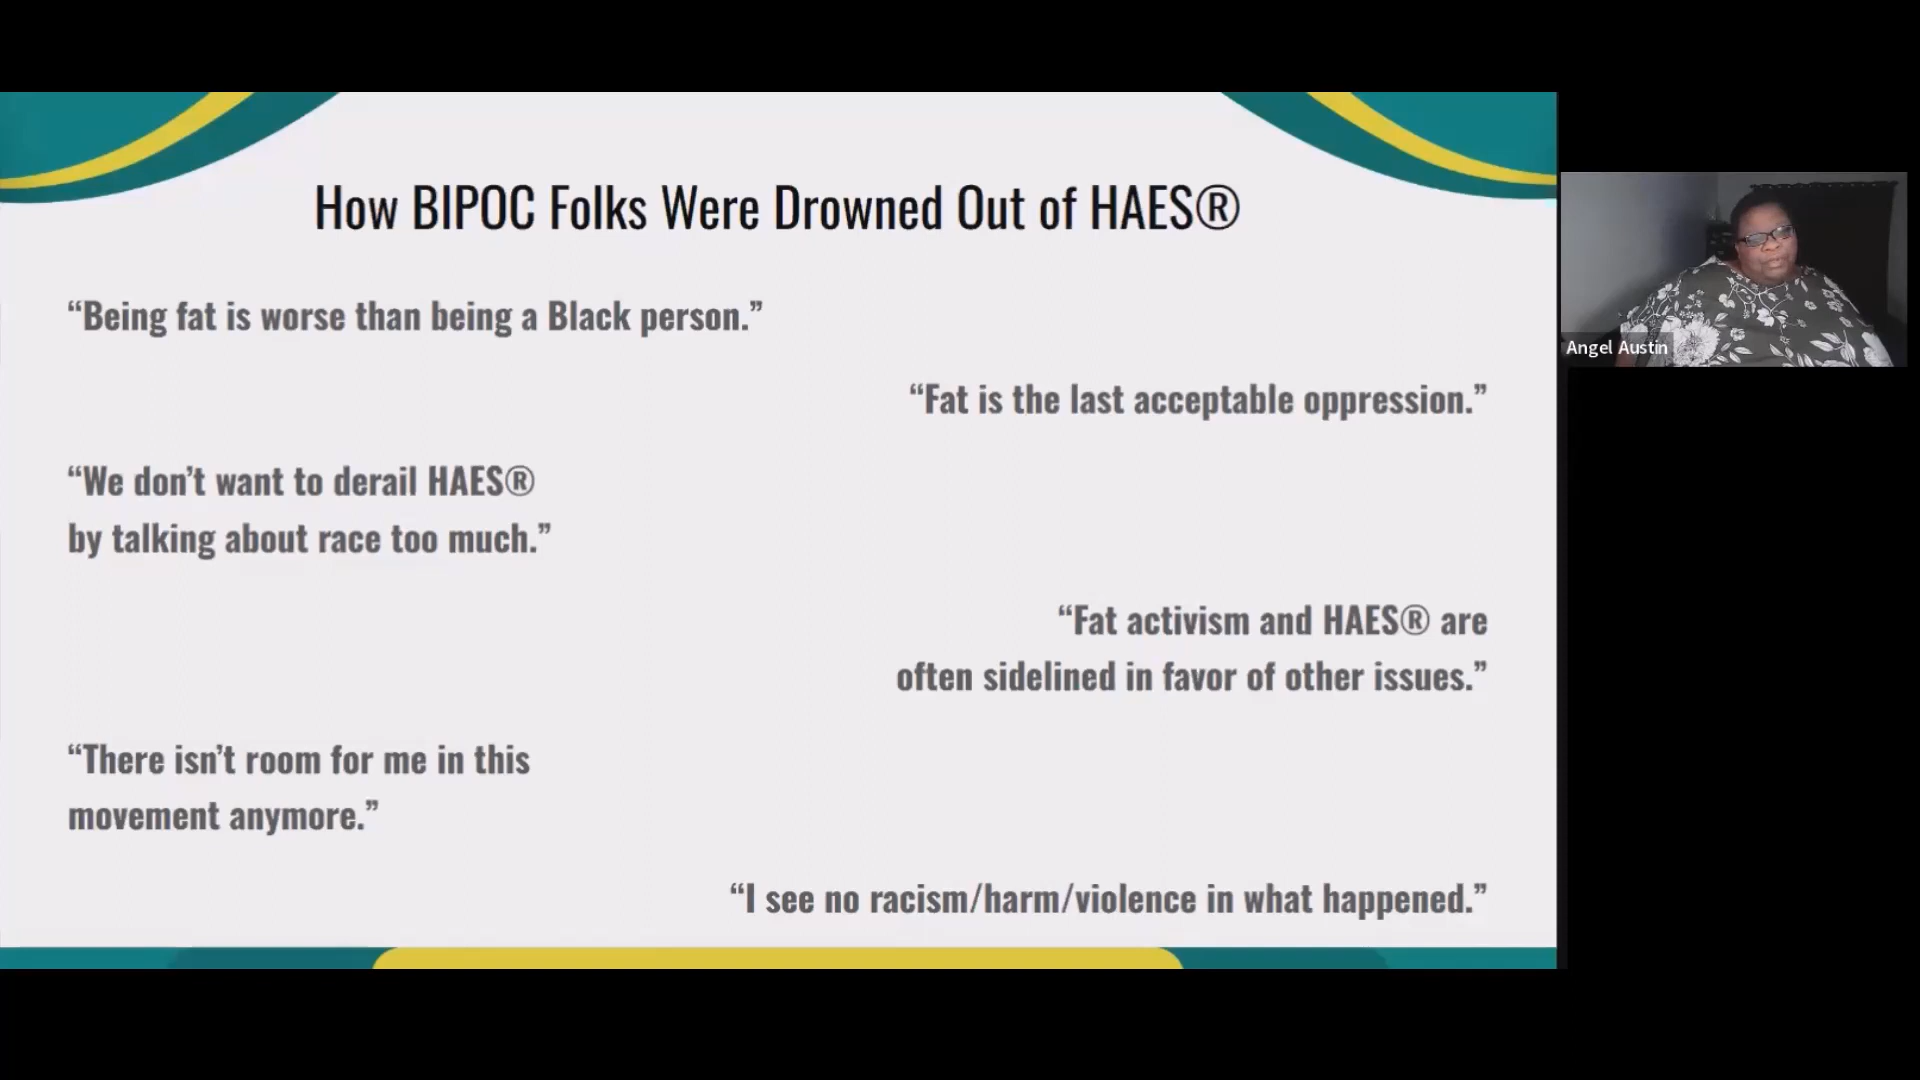 How BIPOC Folks Were Drowned Out of HAES®
“Being fat is worse than being a Black person.”
“Fat is the last acceptable oppression.”
“We don’t want to derail HAES®
by talking about race too much.”
“Fat activism and HAES® are
often sidelined in favor of other issues.”
“There isn’t room for me in this
movement anymore.”
“I see no racism/harm/violence in what happened.”
Angel Austin